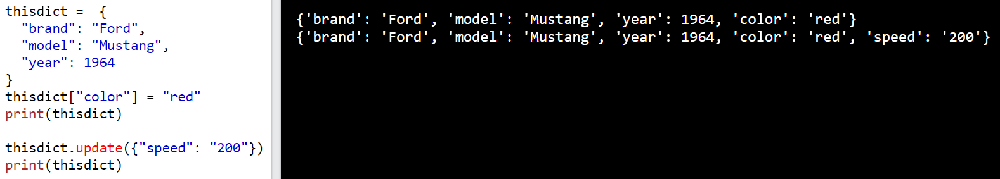 thisdict =  {
  "brand": "Ford",
  "model": "Mustang",
  "year": 1964
}
thisdict["color"] = "red"
print(thisdict)

thisdict.update({"speed": "200"})
print(thisdict)
{'brand': 'Ford', 'model': 'Mustang', 'year': 1964, 'color': 'red'}
{'brand': 'Ford', 'model': 'Mustang', 'year': 1964, 'color': 'red', 'speed': '200'}